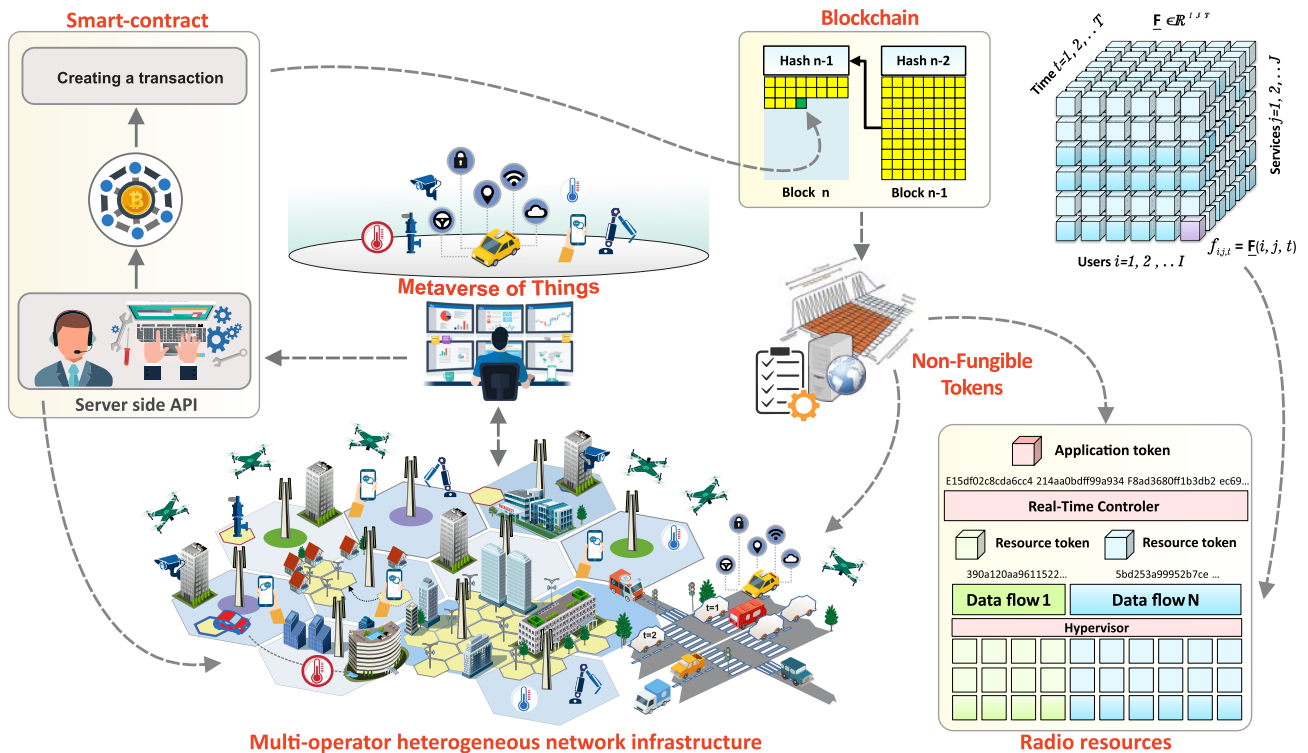 Smart-contract
Creating a transaction
Server side API
Blockchain
Hash n-1
Hash n-2
Block n
Block n-1
Time t=1, 2, . . T
F ∈ℝ I J T
Services j=1, 2, . . J
Users i=1, 2 , . . I
f i,j,t = F(i, j, t)
Metaverse of Things
Non-Fungible
Tokens
Application token
E15df02c8cda6cc4 214aa0bdff99a934 F8ad3680ff1b3db2 ec69...
Real-Time Controler
Resource token
Resource token
390a120aa9611522...
5bd253a99952b7ce ...
Data flow 1
Data flow N
Hypervisor
t=1
t=2
Multi-operator heterogeneous network infrastructure
Radio resources